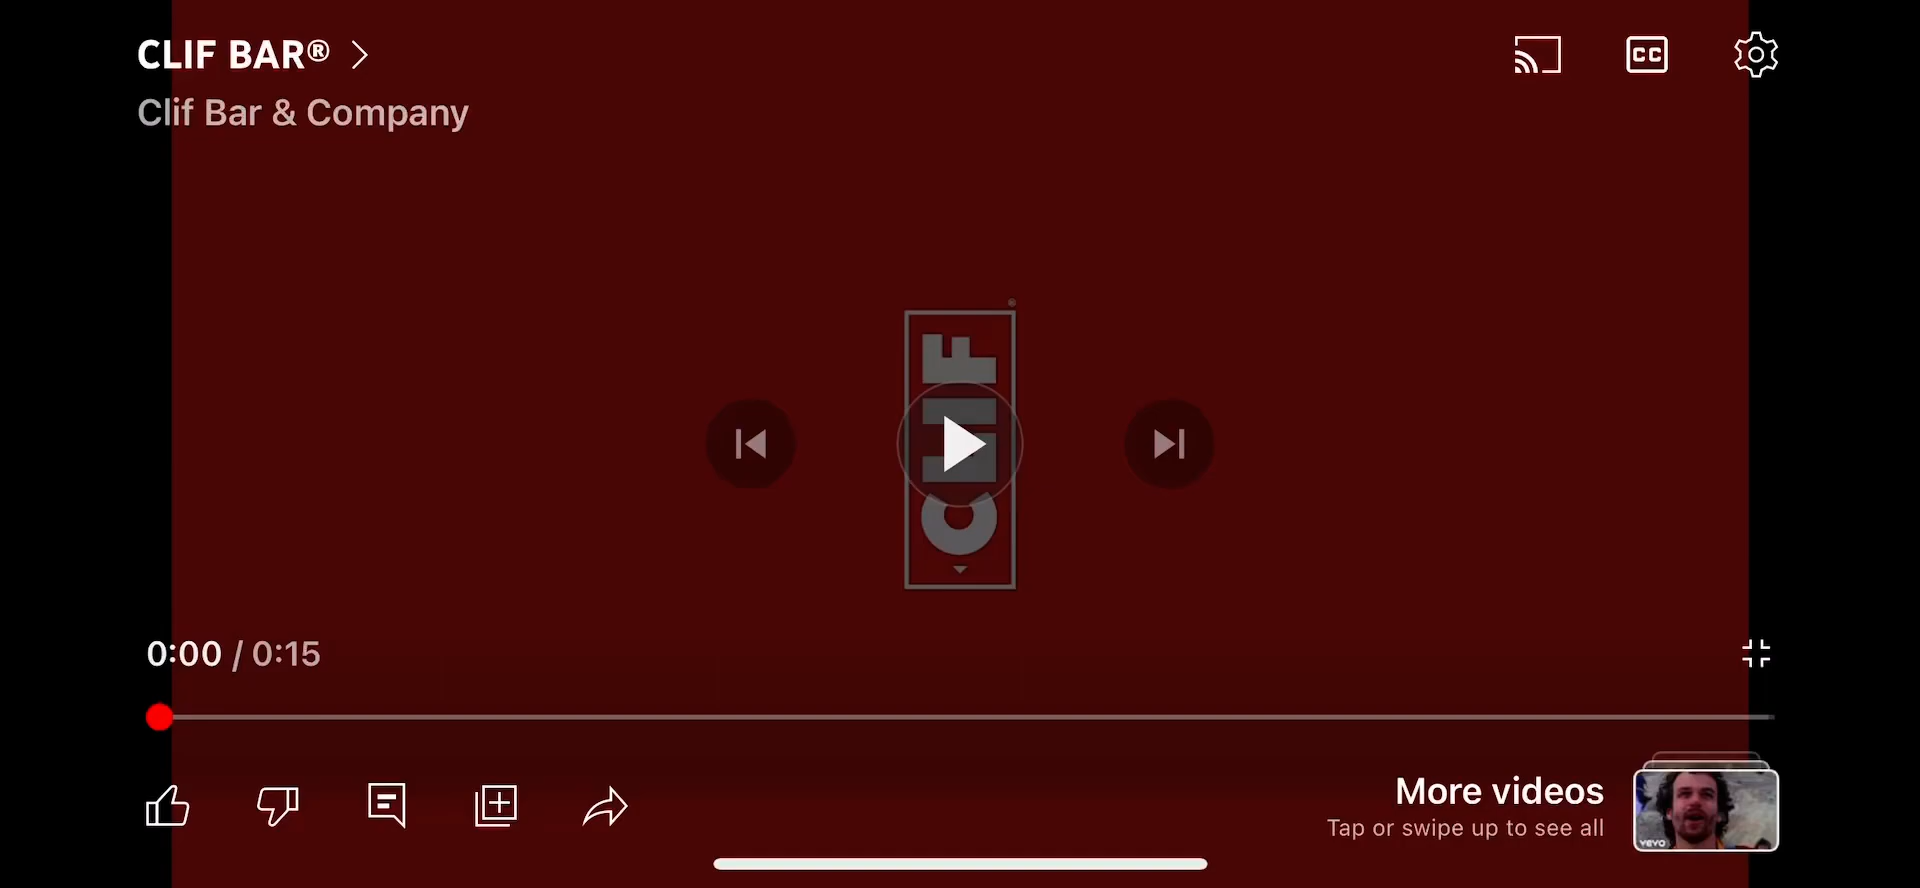 CLIF BAR®
Clif Bar & Company
CC
CLIF®
0:00 / 0:15
More videos
Tap or swipe up to see all
vevo